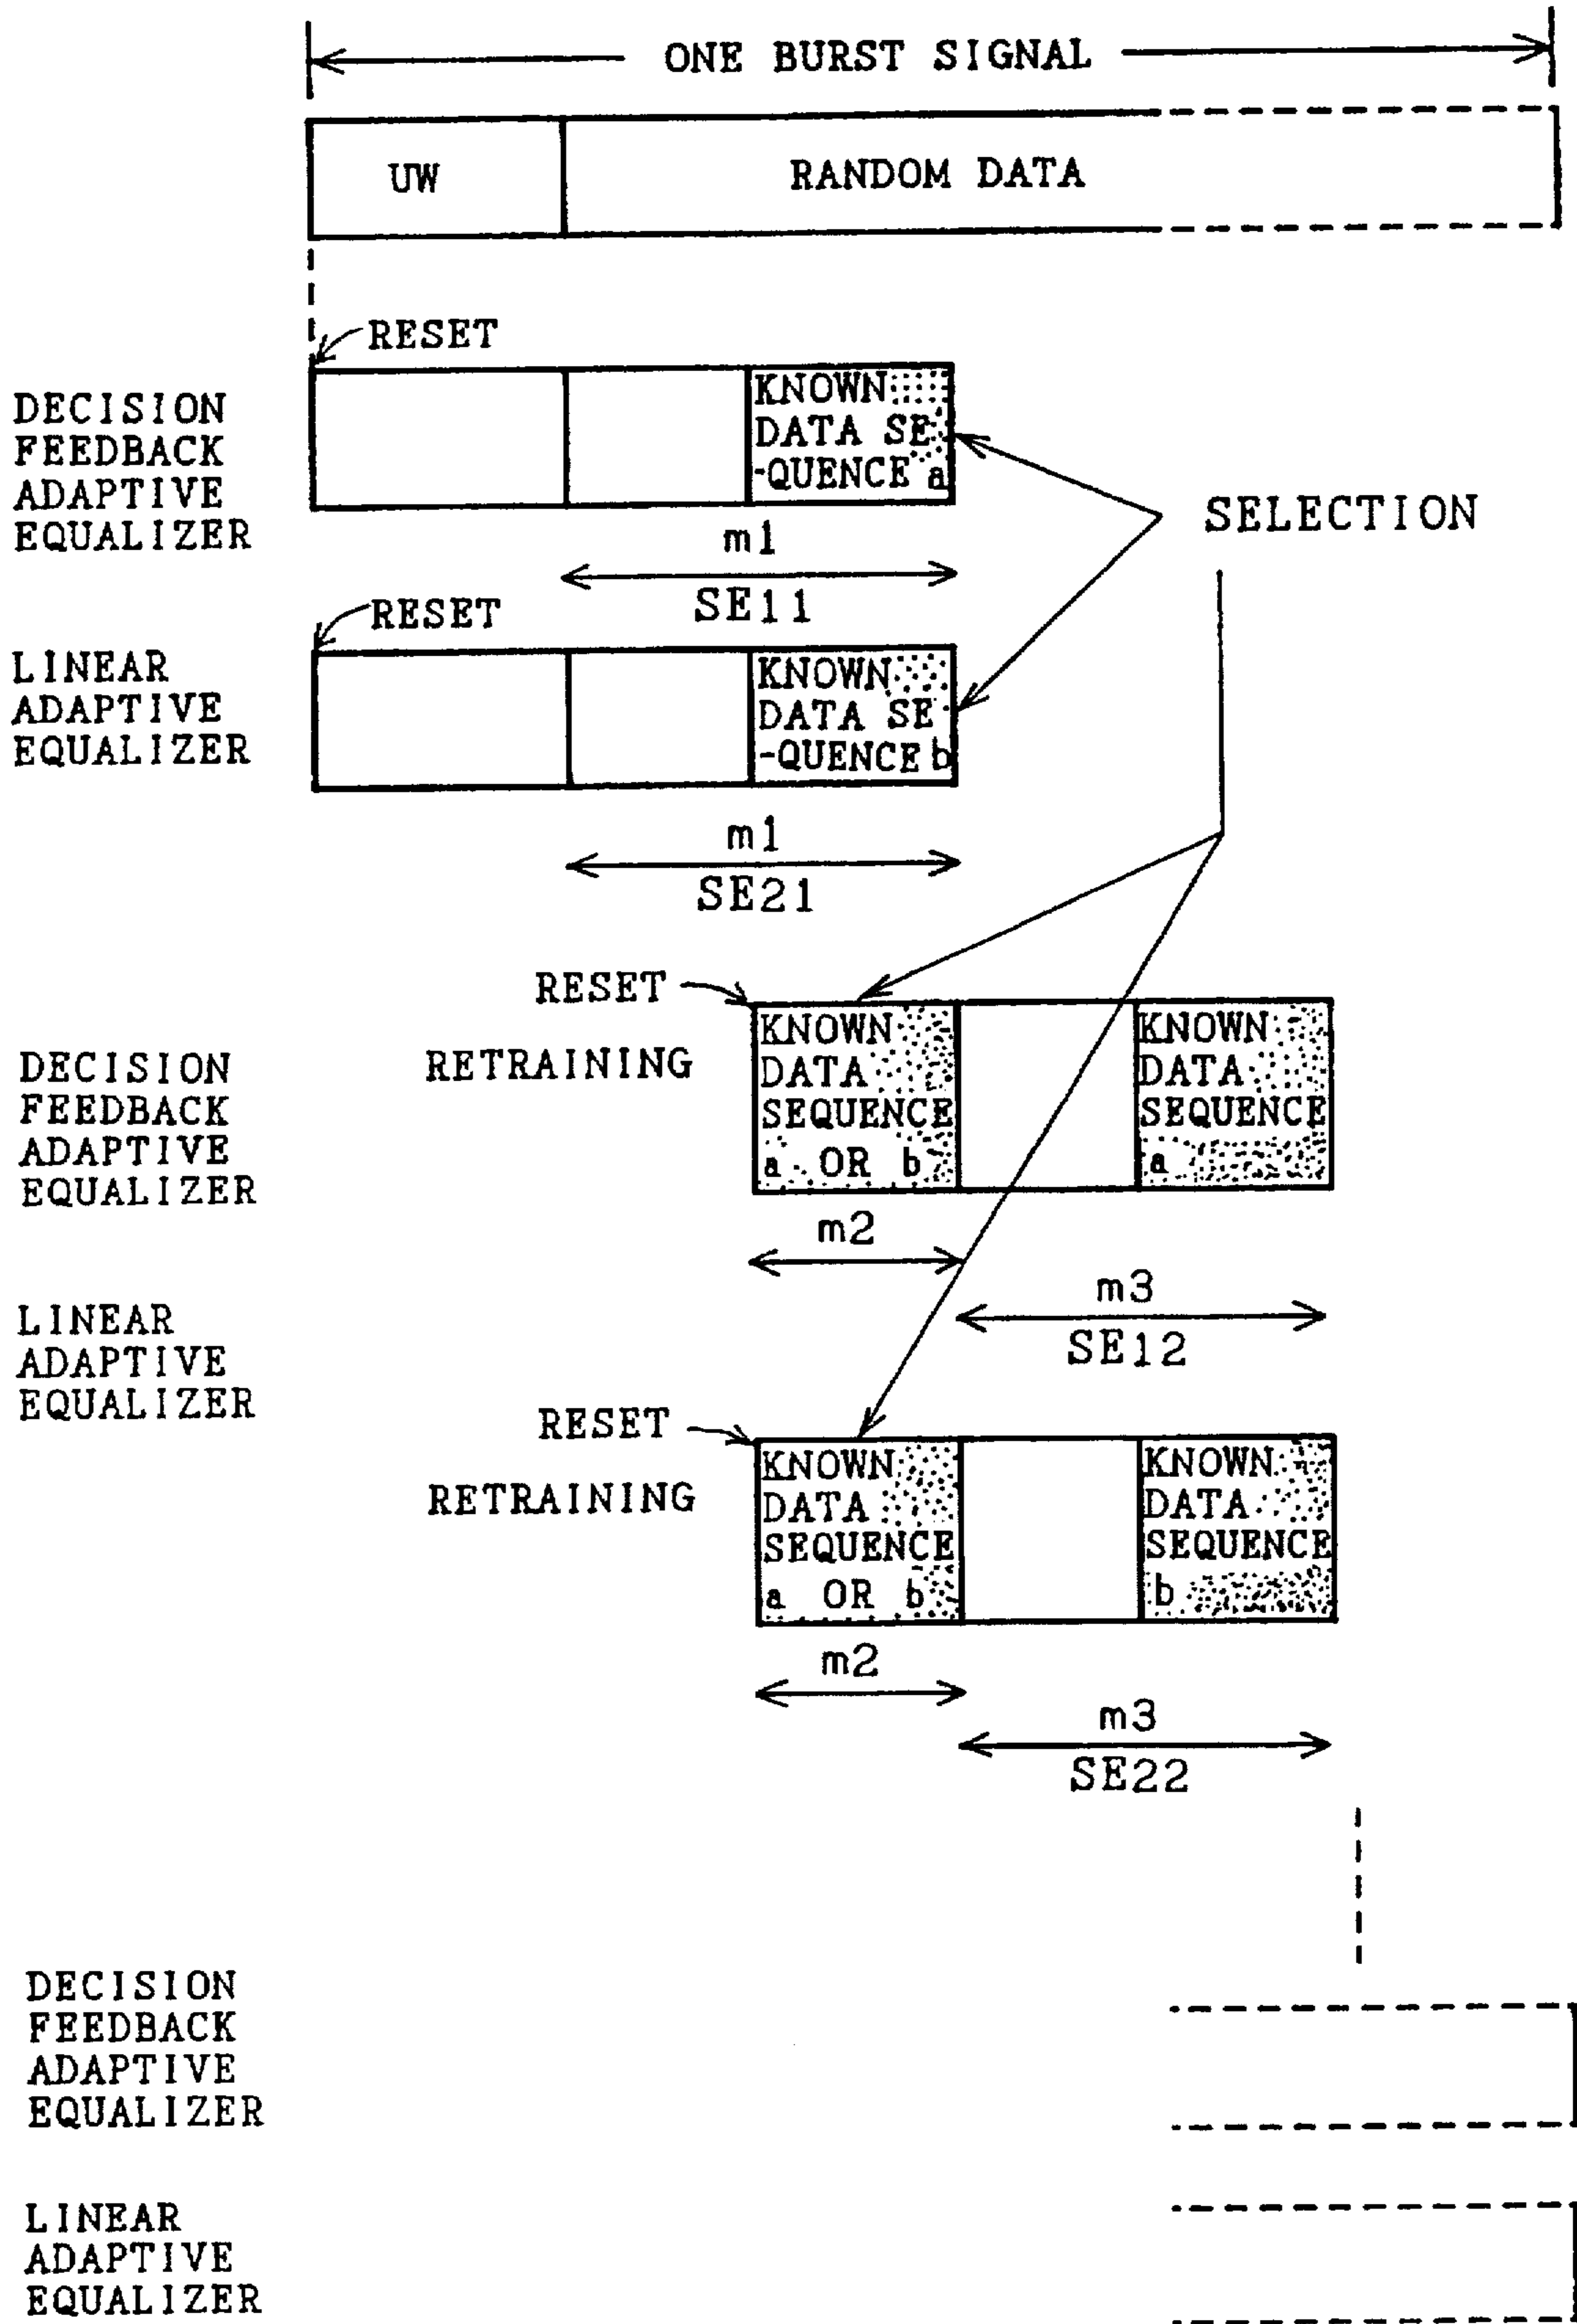 ONE BURST SIGNAL
UW
RANDOM DATA
RESET
DECISION
FEEDBACK
ADAPTIVE
EQUALIZER
KNOWN
DATA SE
-QUENCE a
SELECTION
m1
SE11
RESET
LINEAR
ADAPTIVE
EQUALIZER
KNOWN
DATA SE
-QUENCE b
m1
SE21
RESET
RETRAINING
DECISION
FEEDBACK
ADAPTIVE
EQUALIZER
KNOWN
DATA
SEQUENCE
a OR b
KNOWN
DATA
SEQUENCE
a
m2
m3
SE12
LINEAR
ADAPTIVE
EQUALIZER
RESET
RETRAINING
KNOWN
DATA
SEQUENCE
a OR b
KNOWN
DATA
SEQUENCE
b
m2
m3
SE22
DECISION
FEEDBACK
ADAPTIVE
EQUALIZER
LINEAR
ADAPTIVE
EQUALIZER